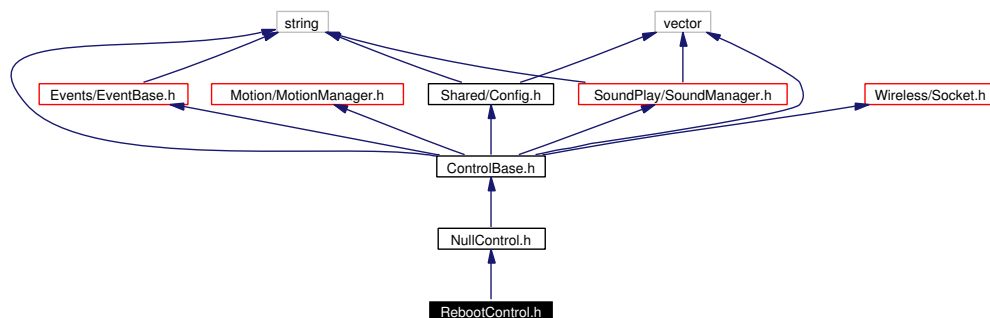 string
vector
Events/EventBase.h
Motion/MotionManager.h
Shared/Config.h
SoundPlay/SoundManager.h
Wireless/Socket.h
ControlBase.h
NullControl.h
RebootControl.h